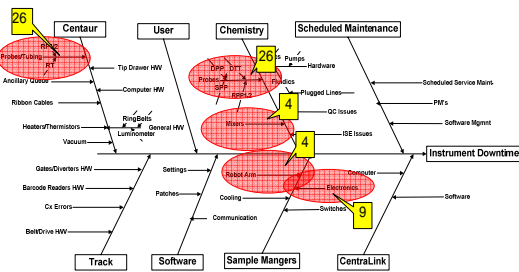 26
Centaur
User
Chemistry
Scheduled Maintenance
26
Pumps
Probes/Tubing
RT
DPP
DTT
Hardware
Tip Drawer HW
Probes
Fluidics
Ancillary Queue
SPP
Scheduled Service Maint-
Computer HW
Plugged Lines
Ribbon Cables
4
PM's
RingBelts
QC Issues
Heaters/Thermistors
General HW
Mixers
Software Mgmnt
Luminometer
ISE Issues
Vacuum
4
Instrument Downtime
Gates/Diverters H/W
Settings
Robot Arm
Computer
Barcode Readers H/W
Electronics
Patches
Cooling
Software
Cx Errors
9
Switches
Communication
Belt/Drive H/W
Track
Software
Sample Mangers
CentraLink